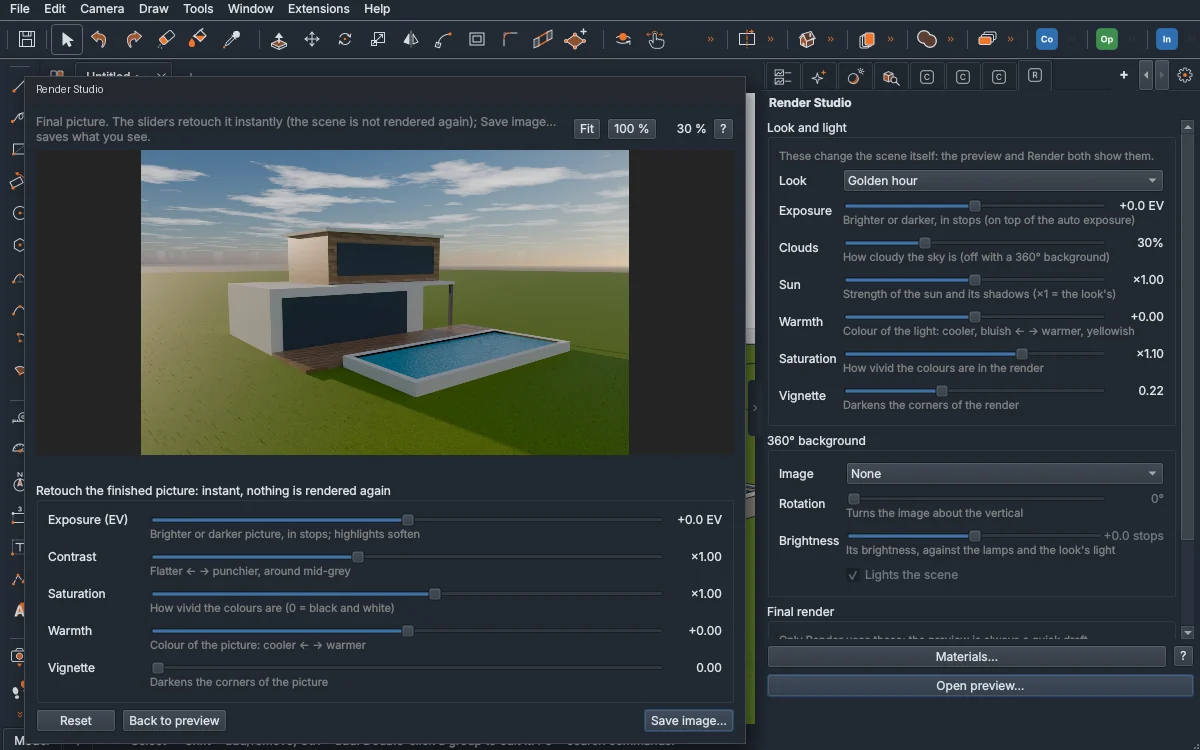 File Edit Camera Draw Tools Window Extensions Help
Co Op In
Untitled
Render Studio
Final picture. The sliders retouch it instantly (the scene is not rendered again); Save image...
saves what you see.
Fit 100 % 30 % ?
Retouch the finished picture: instant, nothing is rendered again
Exposure (EV) +0.0 EV
Brighter or darker picture, in stops; highlights soften
Contrast ×1.00
Flatter ← → punchier, around mid-grey
Saturation ×1.00
How vivid the colours are (0 = black and white)
Warmth +0.00
Colour of the picture: cooler ← → warmer
Vignette 0.00
Darkens the corners of the picture
Reset Back to preview Save image...
C C C R
Render Studio
Look and light
These change the scene itself: the preview and Render both show them.
Look Golden hour
Exposure +0.0 EV
Brighter or darker, in stops (on top of the auto exposure)
Clouds 30%
How cloudy the sky is (off with a 360° background)
Sun ×1.00
Strength of the sun and its shadows (×1 = the look's)
Warmth +0.00
Colour of the light: cooler, bluish ← → warmer, yellowish
Saturation ×1.10
How vivid the colours are in the render
Vignette 0.22
Darkens the corners of the render
360° background
Image None
Rotation 0°
Turns the image about the vertical
Brightness +0.0 stops
Its brightness, against the lamps and the look's light
Lights the scene
Final render
Materials... ?
Open preview...